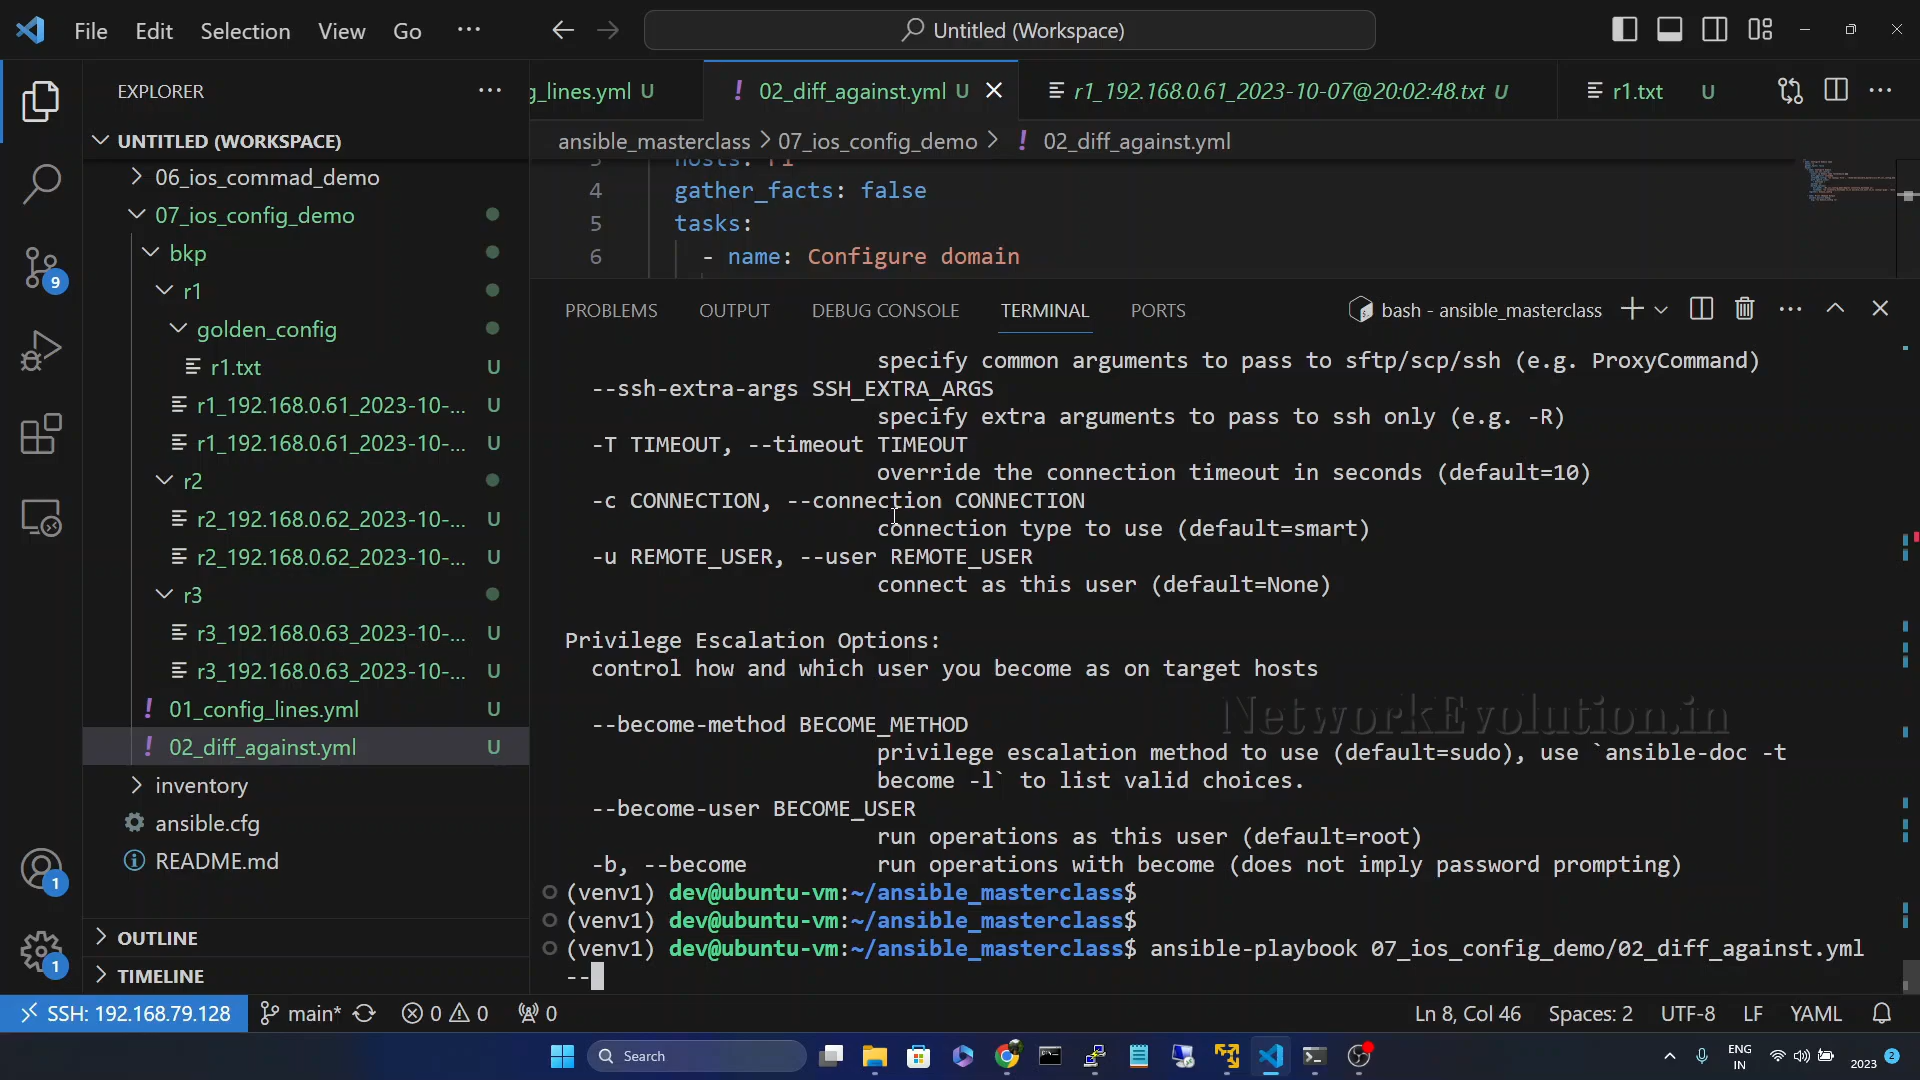 File Edit Selection View Go ···
Untitled (Workspace)
EXPLORER
UNTITLED (WORKSPACE)
06_ios_commad_demo
07_ios_config_demo
bkp
r1
golden_config
r1.txt U
r1_192.168.0.61_2023-10-... U
r1_192.168.0.61_2023-10-... U
r2
r2_192.168.0.62_2023-10-... U
r2_192.168.0.62_2023-10-... U
r3
r3_192.168.0.63_2023-10-... U
r3_192.168.0.63_2023-10-... U
01_config_lines.yml U
02_diff_against.yml U
inventory
ansible.cfg
README.md
OUTLINE
TIMELINE
9
1
1
g_lines.yml U
! 02_diff_against.yml U
r1_192.168.0.61_2023-10-07@20:02:48.txt U
r1.txt U
ansible_masterclass > 07_ios_config_demo > ! 02_diff_against.yml
3 hosts: r1
4 gather_facts: false
5 tasks:
6 - name: Configure domain
PROBLEMS OUTPUT DEBUG CONSOLE TERMINAL PORTS
bash - ansible_masterclass
specify common arguments to pass to sftp/scp/ssh (e.g. ProxyCommand)
--ssh-extra-args SSH_EXTRA_ARGS
specify extra arguments to pass to ssh only (e.g. -R)
-T TIMEOUT, --timeout TIMEOUT
override the connection timeout in seconds (default=10)
-c CONNECTION, --connection CONNECTION
connection type to use (default=smart)
-u REMOTE_USER, --user REMOTE_USER
connect as this user (default=None)
Privilege Escalation Options:
control how and which user you become as on target hosts
NetworkEvolution.in
--become-method BECOME_METHOD
privilege escalation method to use (default=sudo), use `ansible-doc -t
become -l` to list valid choices.
--become-user BECOME_USER
run operations as this user (default=root)
-b, --become run operations with become (does not imply password prompting)
(venv1) dev@ubuntu-vm:~/ansible_masterclass$
(venv1) dev@ubuntu-vm:~/ansible_masterclass$
(venv1) dev@ubuntu-vm:~/ansible_masterclass$ ansible-playbook 07_ios_config_demo/02_diff_against.yml
--
SSH: 192.168.79.128 main* 0 0 0
Ln 8, Col 46 Spaces: 2 UTF-8 LF YAML
Search
ENG
IN
2023
2